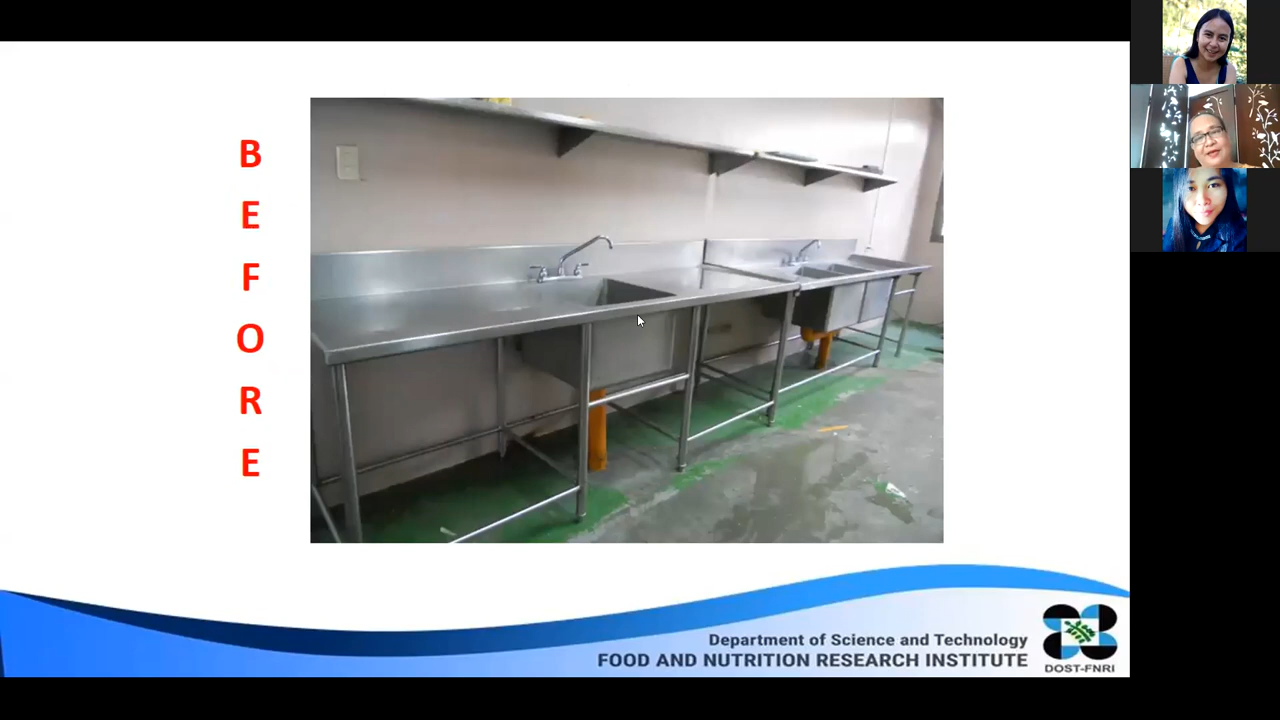 B
E
F
O
R
E
Department of Science and Technology
FOOD AND NUTRITION RESEARCH INSTITUTE
DOST-FNRI